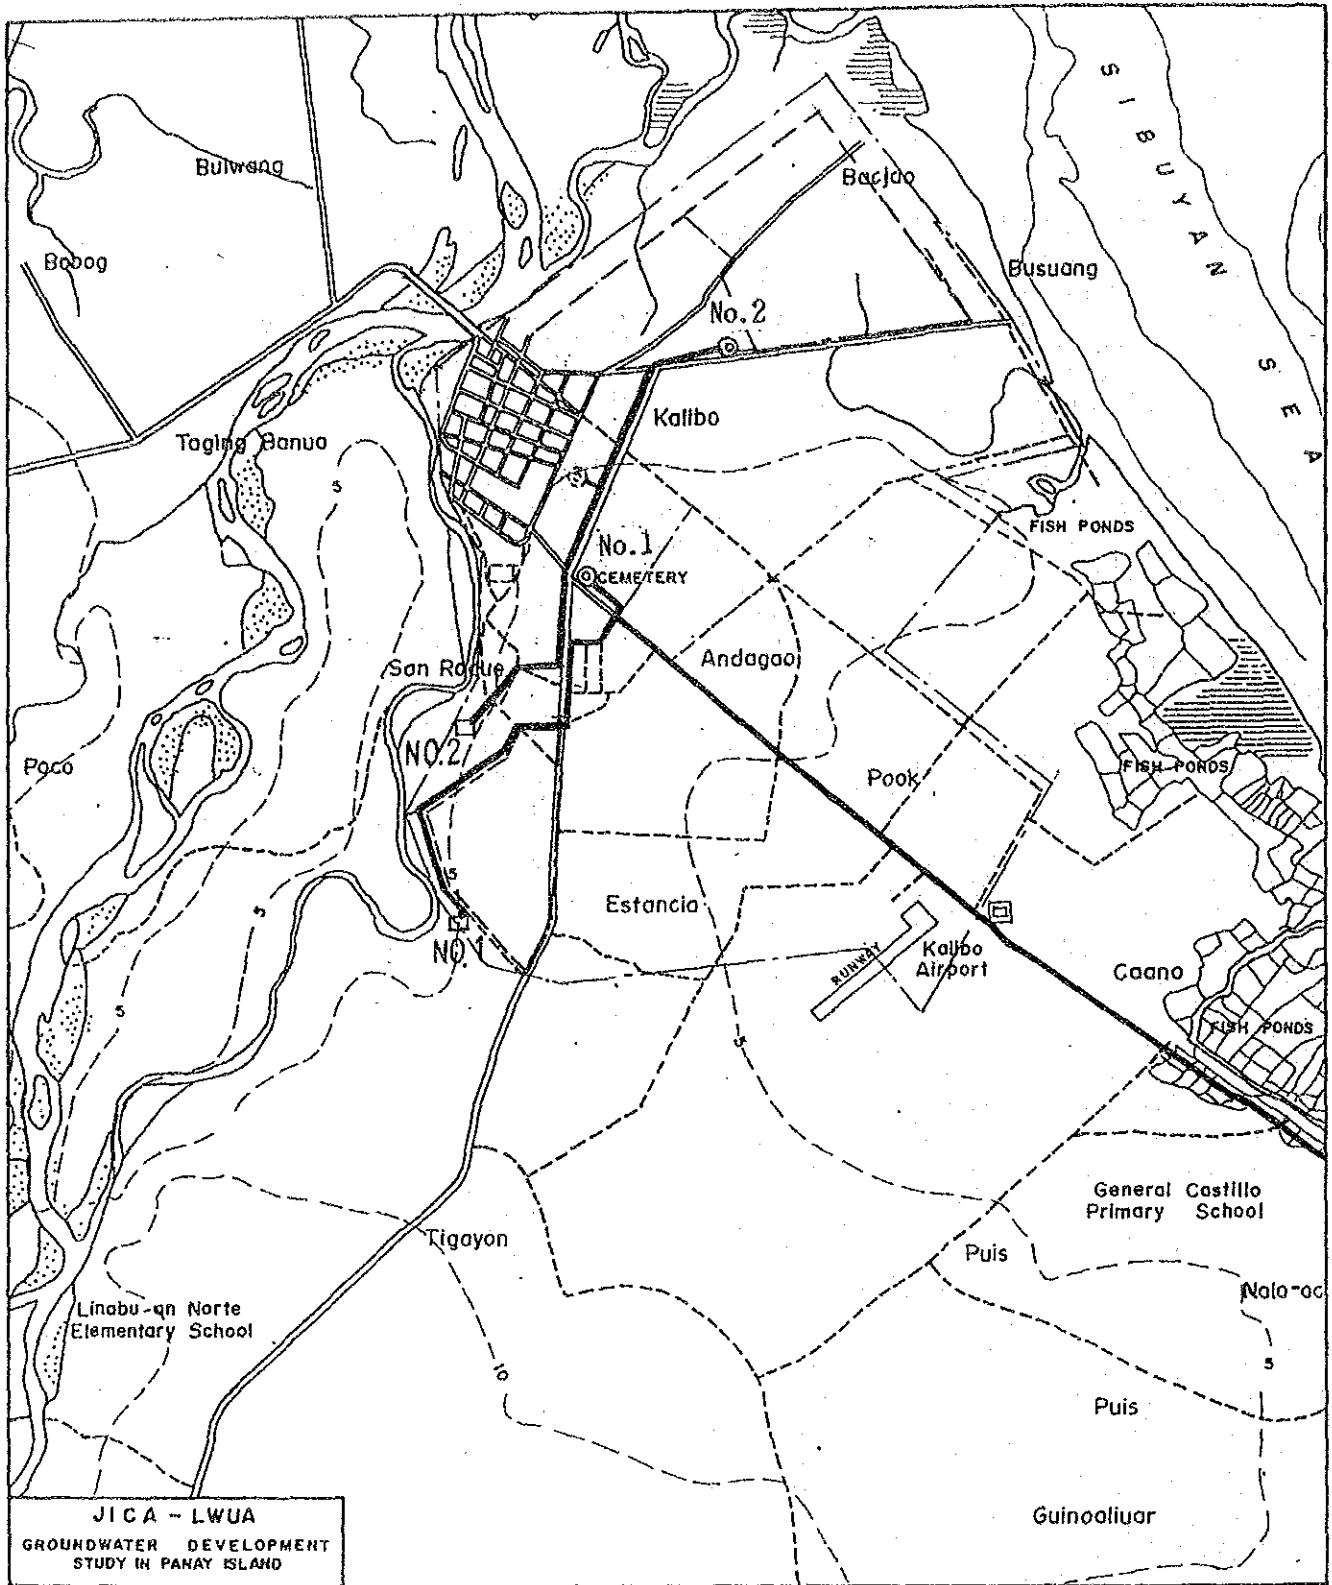 SIBUYAN SEA
Bulwang
Bacjao
Bobog
Busuang
No.2
Kalibo
Taging Banua
5
FISH PONDS
No.1
CEMETERY
Andagao
San Roque
NO.2
Poco
Pook
FISH PONDS
5
5
Estancia
NO.1
RUNWAY
Kalibo
Airport
Caano
5
5
FISH PONDS
General Castillo
Primary School
Tigayon
Puis
Nalo-ac
Linabu-an Norte
Elementary School
10
5
Puis
JICA - LWUA
GROUNDWATER DEVELOPMENT
STUDY IN PANAY ISLAND
Guinoaliuar